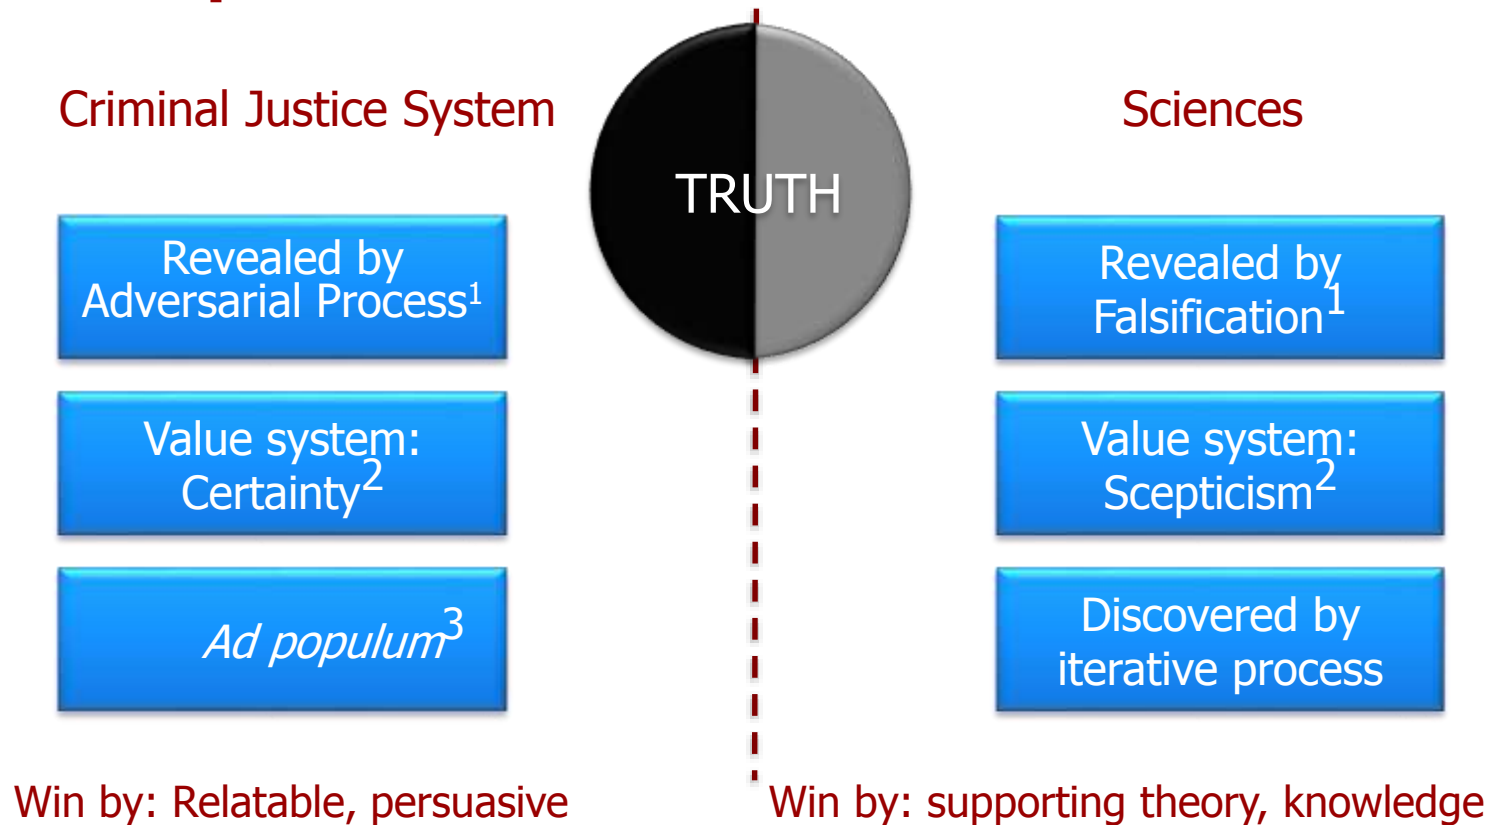 Criminal Justice System
TRUTH
Sciences
Revealed by
Adversarial Process¹
Value system:
Certainty²
Ad populum³
Win by: Relatable, persuasive
Revealed by
Falsification¹
Value system:
Scepticism²
Discovered by
iterative process
Win by: supporting theory, knowledge